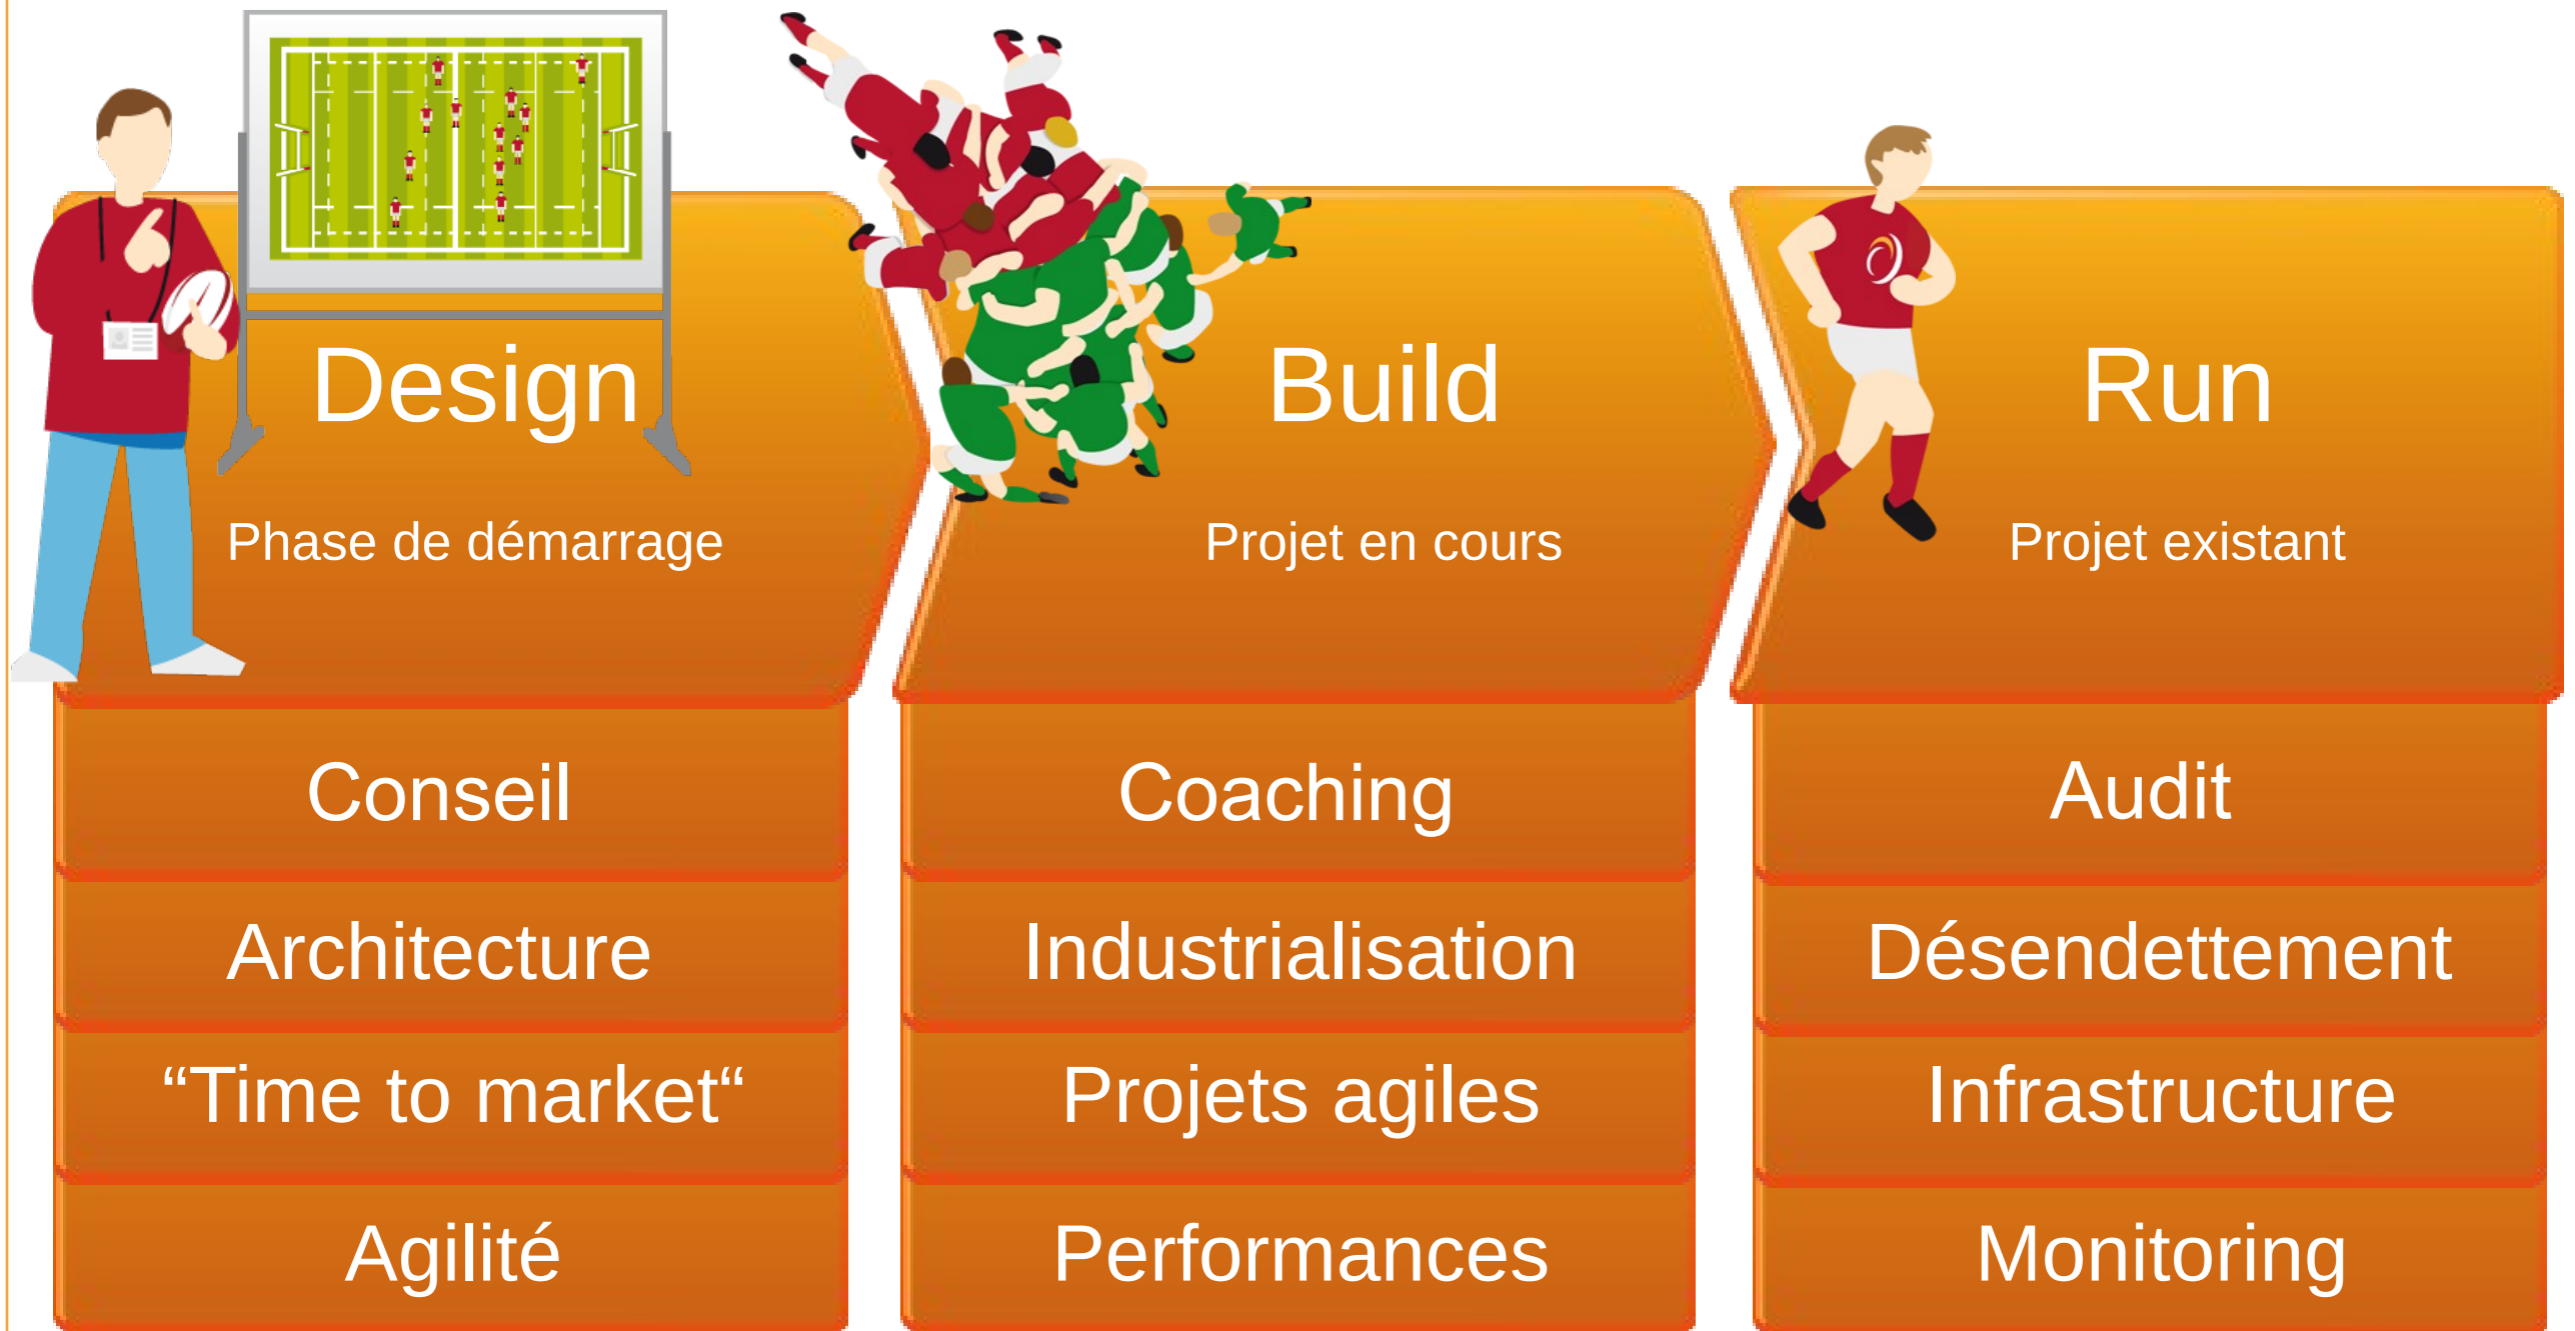 Design
Phase de démarrage
Conseil
Architecture
“Time to market“
Agilité
Build
Projet en cours
Coaching
Industrialisation
Projets agiles
Performances
Run
Projet existant
Audit
Désendettement
Infrastructure
Monitoring